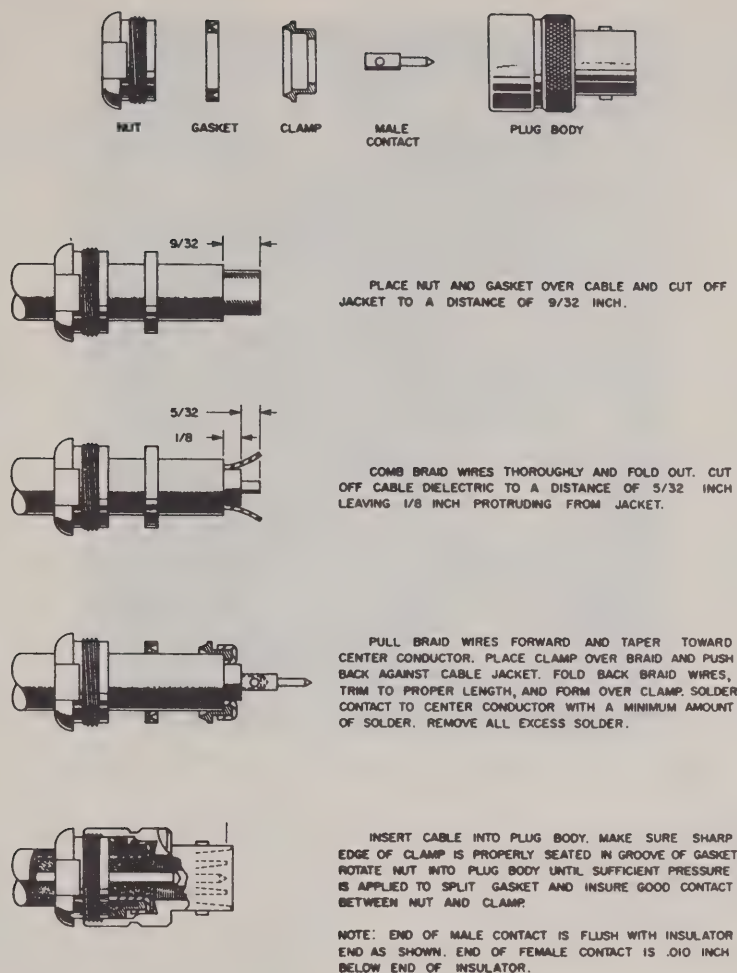 NUT GASKET CLAMP MALE CONTACT PLUG BODY
9/32
PLACE NUT AND GASKET OVER CABLE AND CUT OFF
JACKET TO A DISTANCE OF 9/32 INCH.
5/32
1/8
COMB BRAID WIRES THOROUGHLY AND FOLD OUT. CUT
OFF CABLE DIELECTRIC TO A DISTANCE OF 5/32 INCH
LEAVING 1/8 INCH PROTRUDING FROM JACKET.
PULL BRAID WIRES FORWARD AND TAPER TOWARD
CENTER CONDUCTOR. PLACE CLAMP OVER BRAID AND PUSH
BACK AGAINST CABLE JACKET. FOLD BACK BRAID WIRES,
TRIM TO PROPER LENGTH, AND FORM OVER CLAMP. SOLDER
CONTACT TO CENTER CONDUCTOR WITH A MINIMUM AMOUNT
OF SOLDER. REMOVE ALL EXCESS SOLDER.
INSERT CABLE INTO PLUG BODY. MAKE SURE SHARP
EDGE OF CLAMP IS PROPERLY SEATED IN GROOVE OF GASKET
ROTATE NUT INTO PLUG BODY UNTIL SUFFICIENT PRESSURE
IS APPLIED TO SPLIT GASKET AND INSURE GOOD CONTACT
BETWEEN NUT AND CLAMP.
NOTE: END OF MALE CONTACT IS FLUSH WITH INSULATOR
END AS SHOWN. END OF FEMALE CONTACT IS .010 INCH
BELOW END OF INSULATOR.